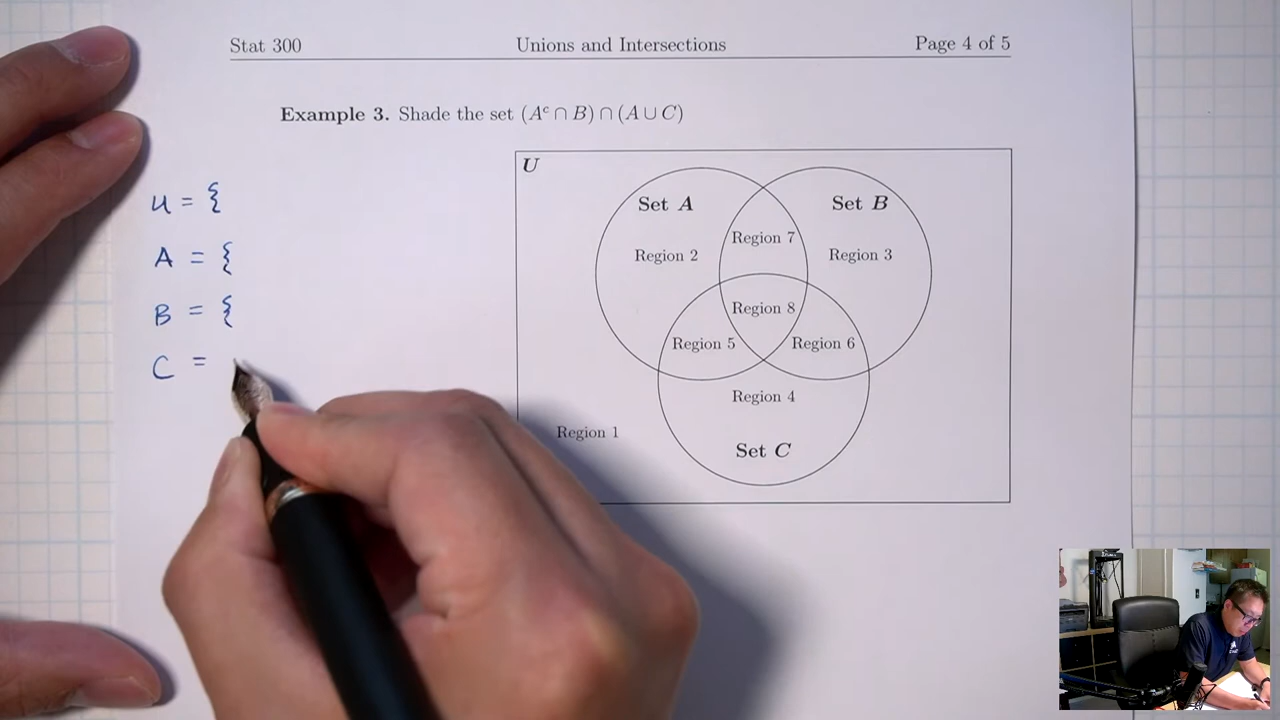 Stat 300 Unions and Intersections Page 4 of 5
Example 3. Shade the set (Aᶜ ∩ B) ∩ (A ∪ C)
U
Set A Set B
Region 7
Region 2 Region 3
Region 8
Region 5 Region 6
Region 4
Region 1
Set C
U = {
A = {
B = {
C =